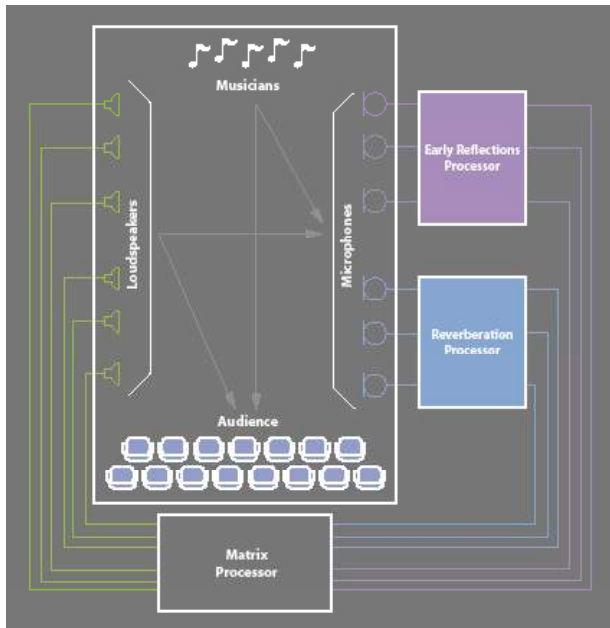 Musicians
Loudspeakers
Microphones
Early Reflections
Processor
Reverberation
Processor
Audience
Matrix
Processor